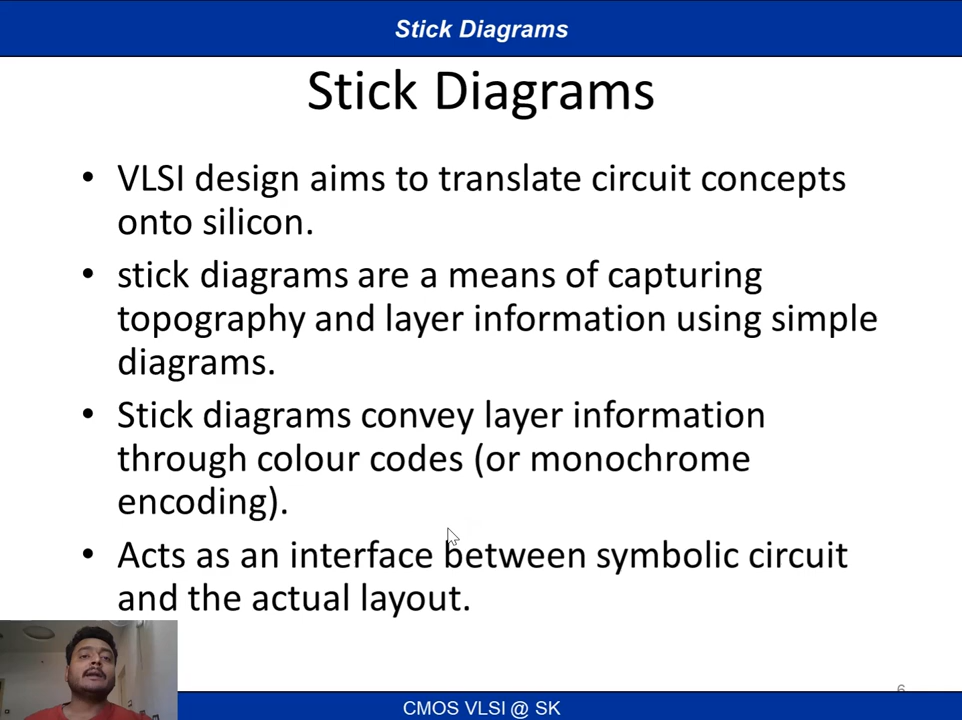 Stick Diagrams
Stick Diagrams
• VLSI design aims to translate circuit concepts
onto silicon.
• stick diagrams are a means of capturing
topography and layer information using simple
diagrams.
• Stick diagrams convey layer information
through colour codes (or monochrome
encoding).
• Acts as an interface between symbolic circuit
and the actual layout.
6
CMOS VLSI @ SK